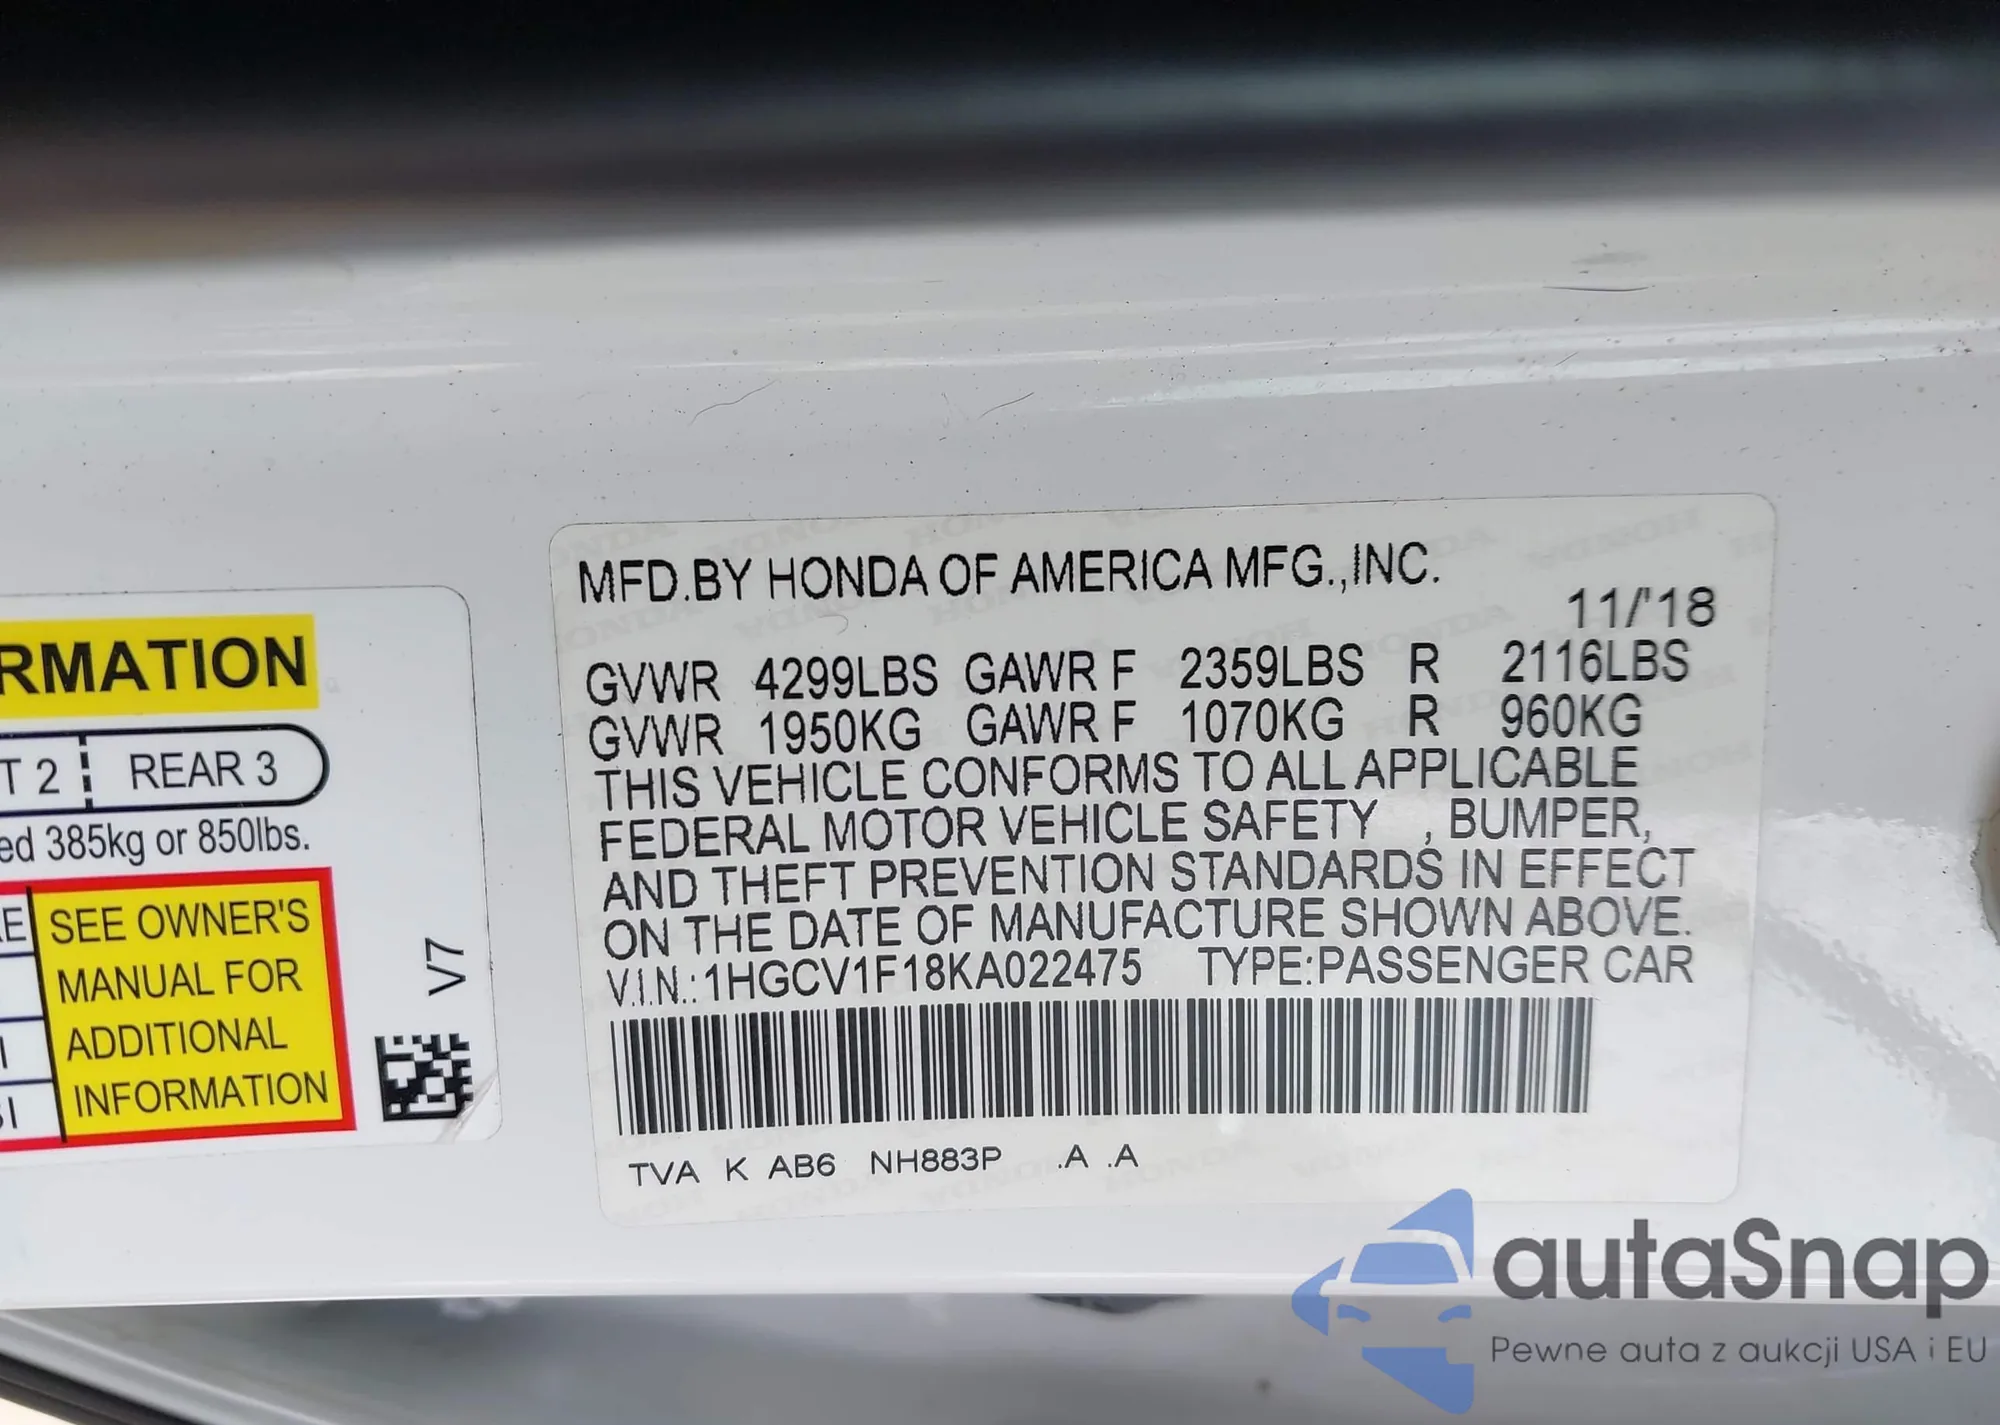 RMATION
T 2 REAR 3
ed 385kg or 850lbs.
SEE OWNER'S
MANUAL FOR
ADDITIONAL
INFORMATION
V7
MFD.BY HONDA OF AMERICA MFG.,INC.
11/'18
GVWR 4299LBS GAWR F 2359LBS R 2116LBS
GVWR 1950KG GAWR F 1070KG R 960KG
THIS VEHICLE CONFORMS TO ALL APPLICABLE
FEDERAL MOTOR VEHICLE SAFETY , BUMPER,
AND THEFT PREVENTION STANDARDS IN EFFECT
ON THE DATE OF MANUFACTURE SHOWN ABOVE.
V.I.N.:1HGCV1F18KA022475 TYPE:PASSENGER CAR
TVA K AB6 NH883P .A .A
autaSnap
Pewne auta z aukcji USA i EU